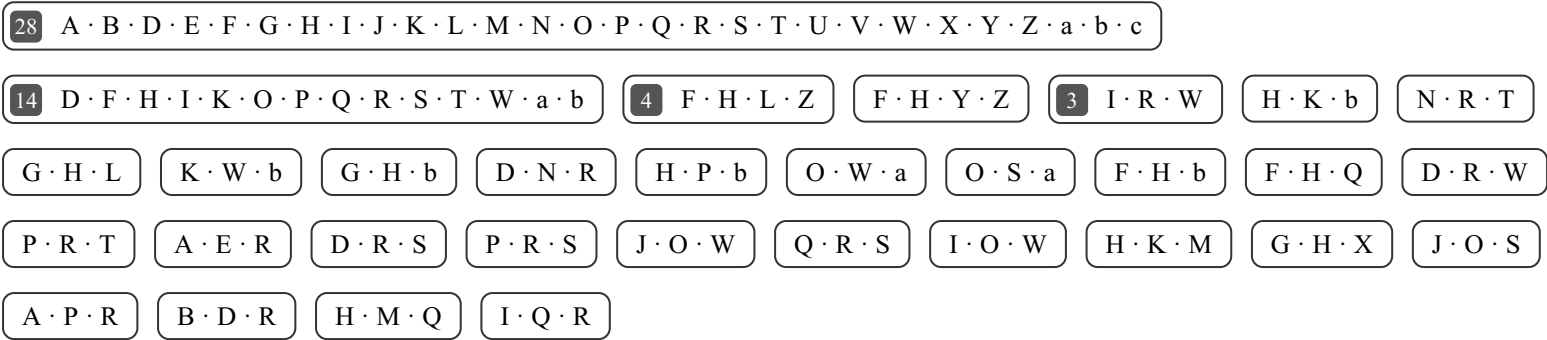 28 A · B · D · E · F · G · H · I · J · K · L · M · N · O · P · Q · R · S · T · U · V · W · X · Y · Z · a · b · c
14 D · F · H · I · K · O · P · Q · R · S · T · W · a · b 4 F · H · L · Z F · H · Y · Z 3 I · R · W H · K · b N · R · T
G · H · L K · W · b G · H · b D · N · R H · P · b O · W · a O · S · a F · H · b F · H · Q D · R · W
P · R · T A · E · R D · R · S P · R · S J · O · W Q · R · S I · O · W H · K · M G · H · X J · O · S
A · P · R B · D · R H · M · Q I · Q · R